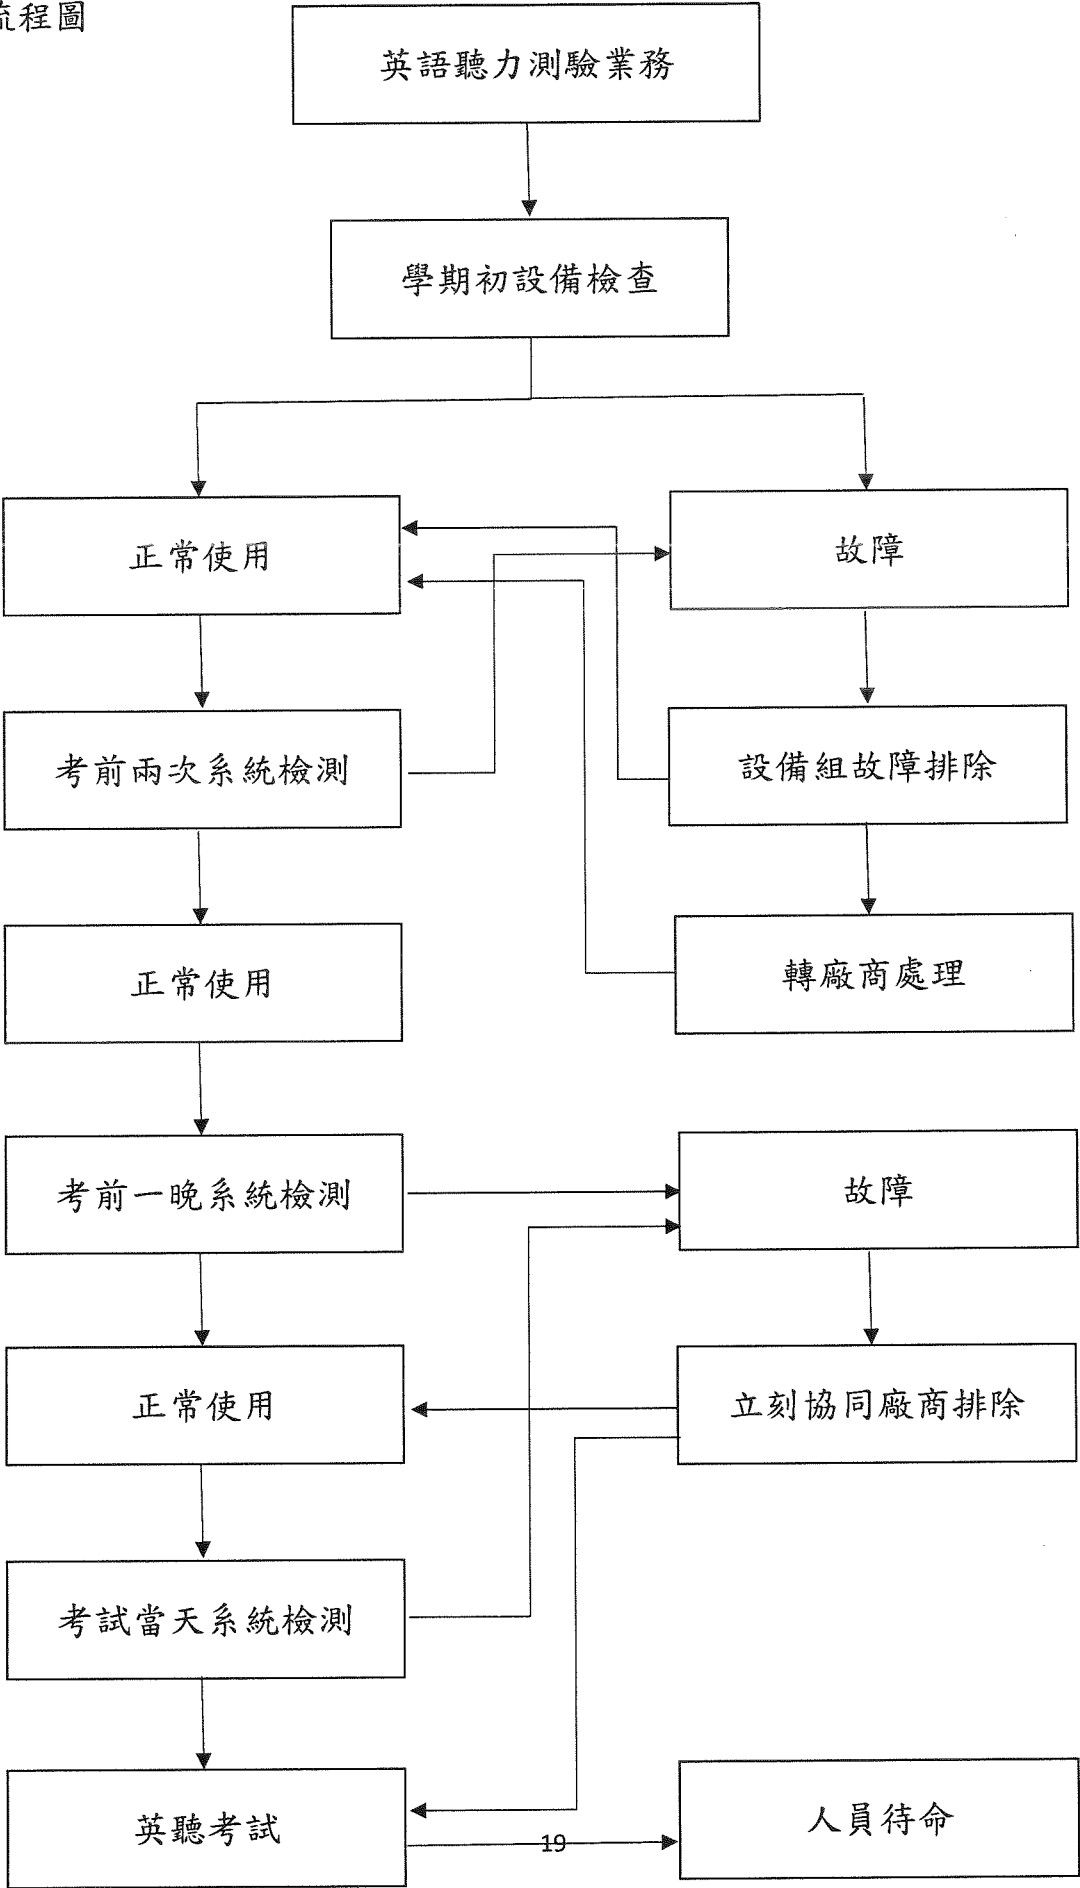 流程圖
英語聽力測驗業務
學期初設備檢查
正常使用
故障
考前兩次系統檢測
設備組故障排除
正常使用
轉廠商處理
考前一晚系統檢測
故障
正常使用
立刻協同廠商排除
考試當天系統檢測
英聽考試
人員待命
19